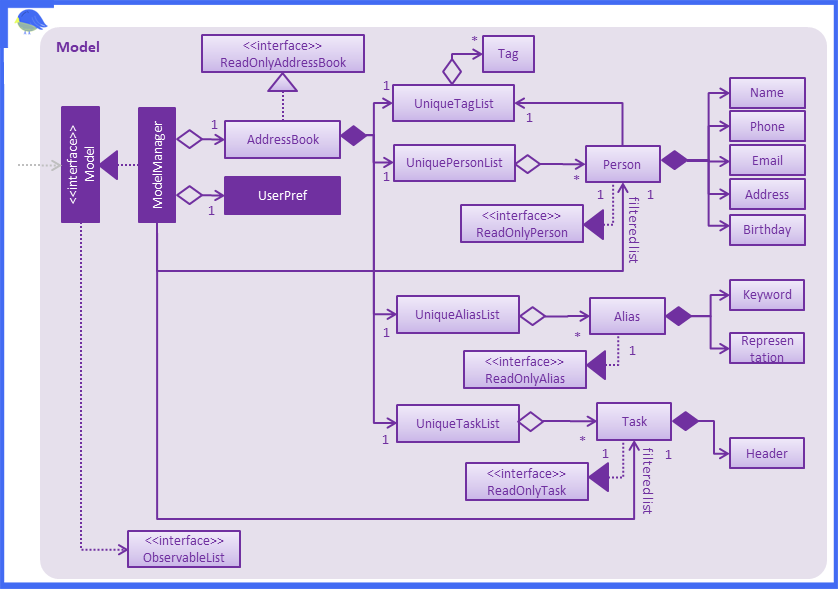 Model
<<interface>>
ReadOnlyAddressBook
*
Tag
1
UniqueTagList
1
Name
Phone
<<interface>>
Model
ModelManager
1
AddressBook
UniquePersonList
1
*
Person
1
1
Email
Address
Birthday
UserPref
1
<<interface>>
ReadOnlyPerson
filteredlist
UniqueAliasList
1
*
Alias
1
Keyword
Represen
tation
<<interface>>
ReadOnlyAlias
UniqueTaskList
1
*
Task
1
1
Header
<<interface>>
ReadOnlyTask
filteredlist
<<interface>>
ObservableList